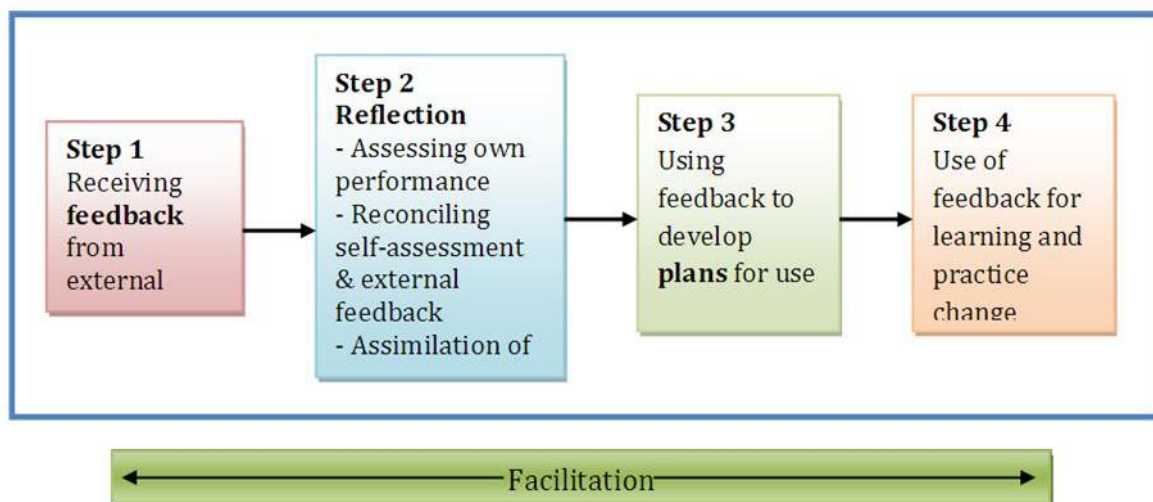 Step 1
Receiving
feedback
from
external
Step 2
Reflection
- Assessing own
performance
- Reconciling
self-assessment
& external
feedback
- Assimilation of
Step 3
Using
feedback to
develop
plans for use
Step 4
Use of
feedback for
learning and
practice
change
Facilitation